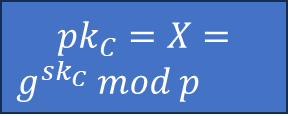 pk_C = X =
g^{sk_C} mod p